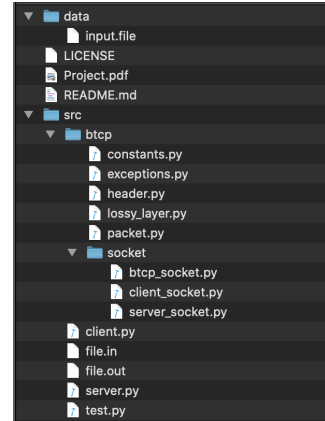 data
input.file
LICENSE
Project.pdf
README.md
src
btcp
constants.py
exceptions.py
header.py
lossy_layer.py
packet.py
socket
btcp_socket.py
client_socket.py
server_socket.py
client.py
file.in
file.out
server.py
test.py